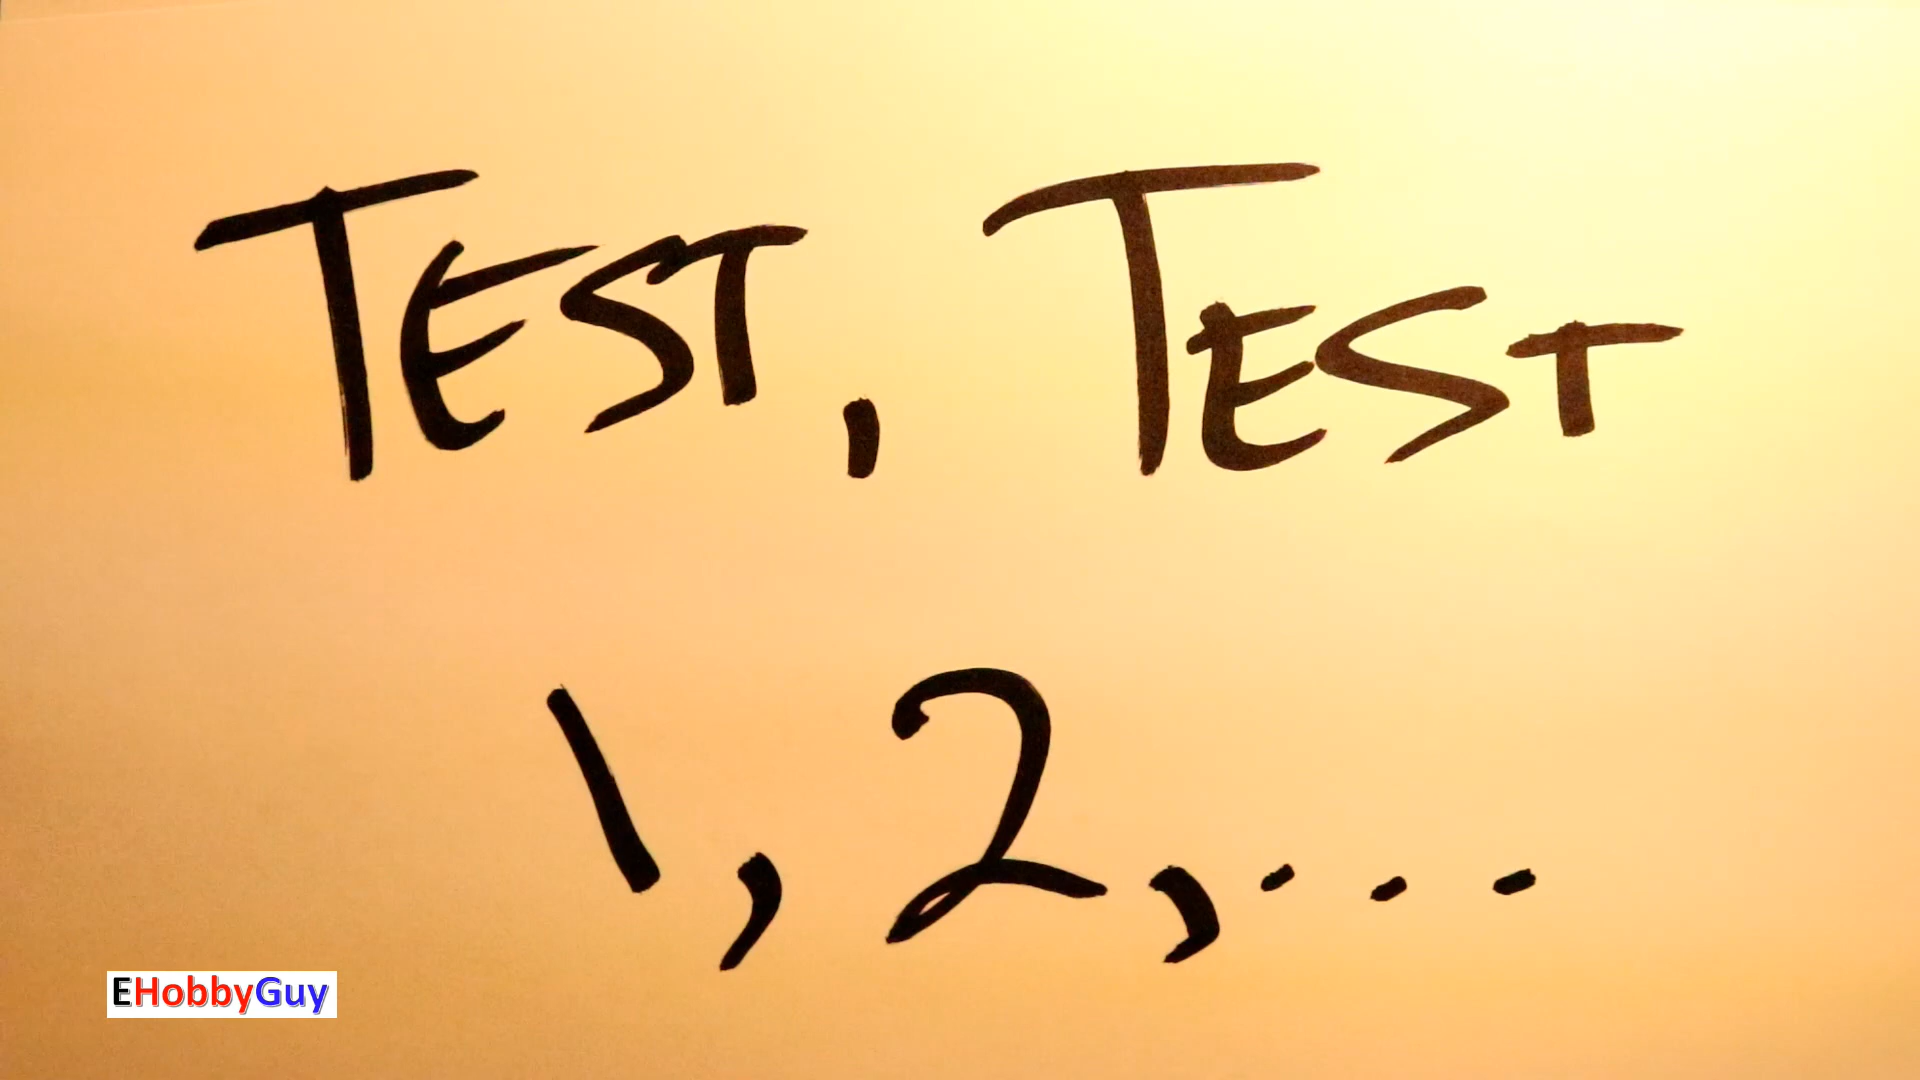 TEST, TEST
1, 2, . . .
EHobbyGuy